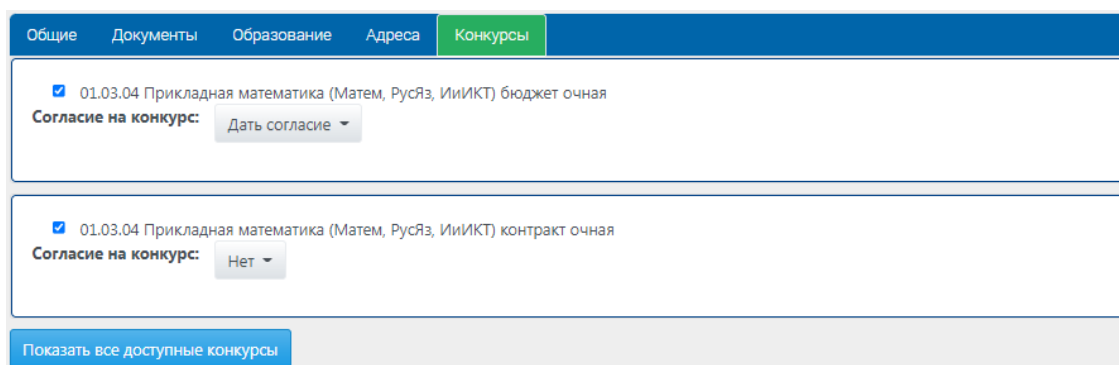 Общие Документы Образование Адреса Конкурсы
01.03.04 Прикладная математика (Матем, РусЯз, ИиИКТ) бюджет очная
Согласие на конкурс: Дать согласие
01.03.04 Прикладная математика (Матем, РусЯз, ИиИКТ) контракт очная
Согласие на конкурс: Нет
Показать все доступные конкурсы